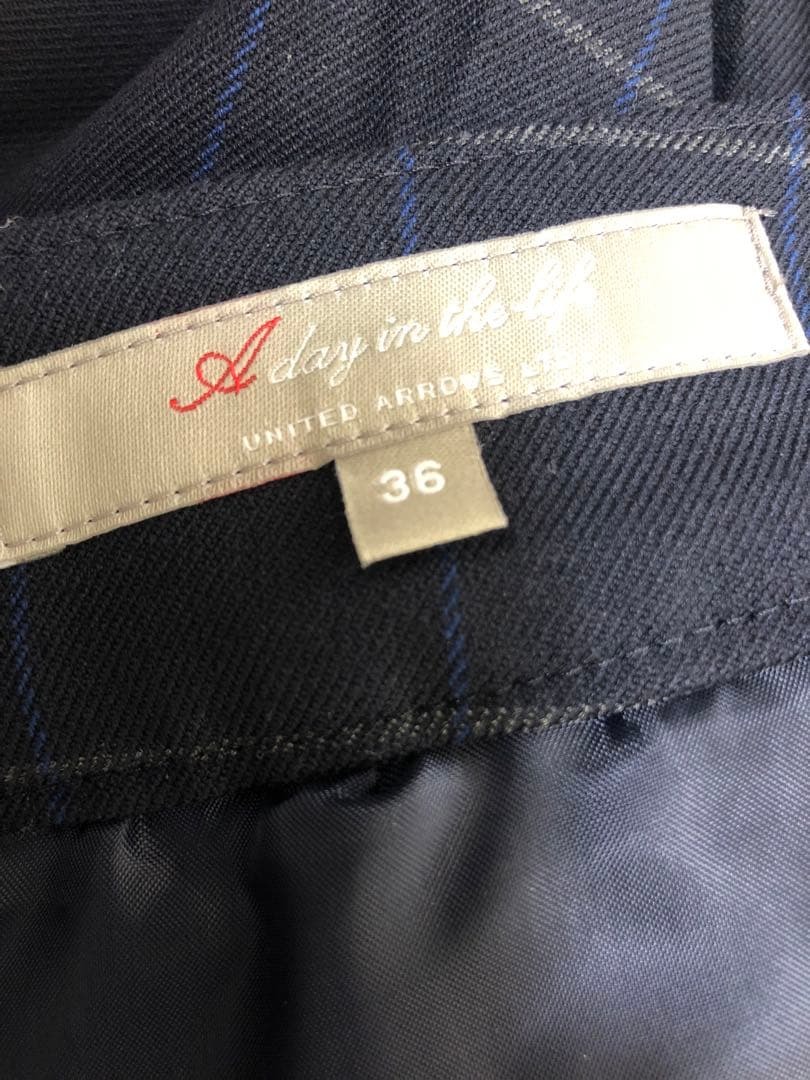 A day in the life
UNITED ARROWS LTD.
36